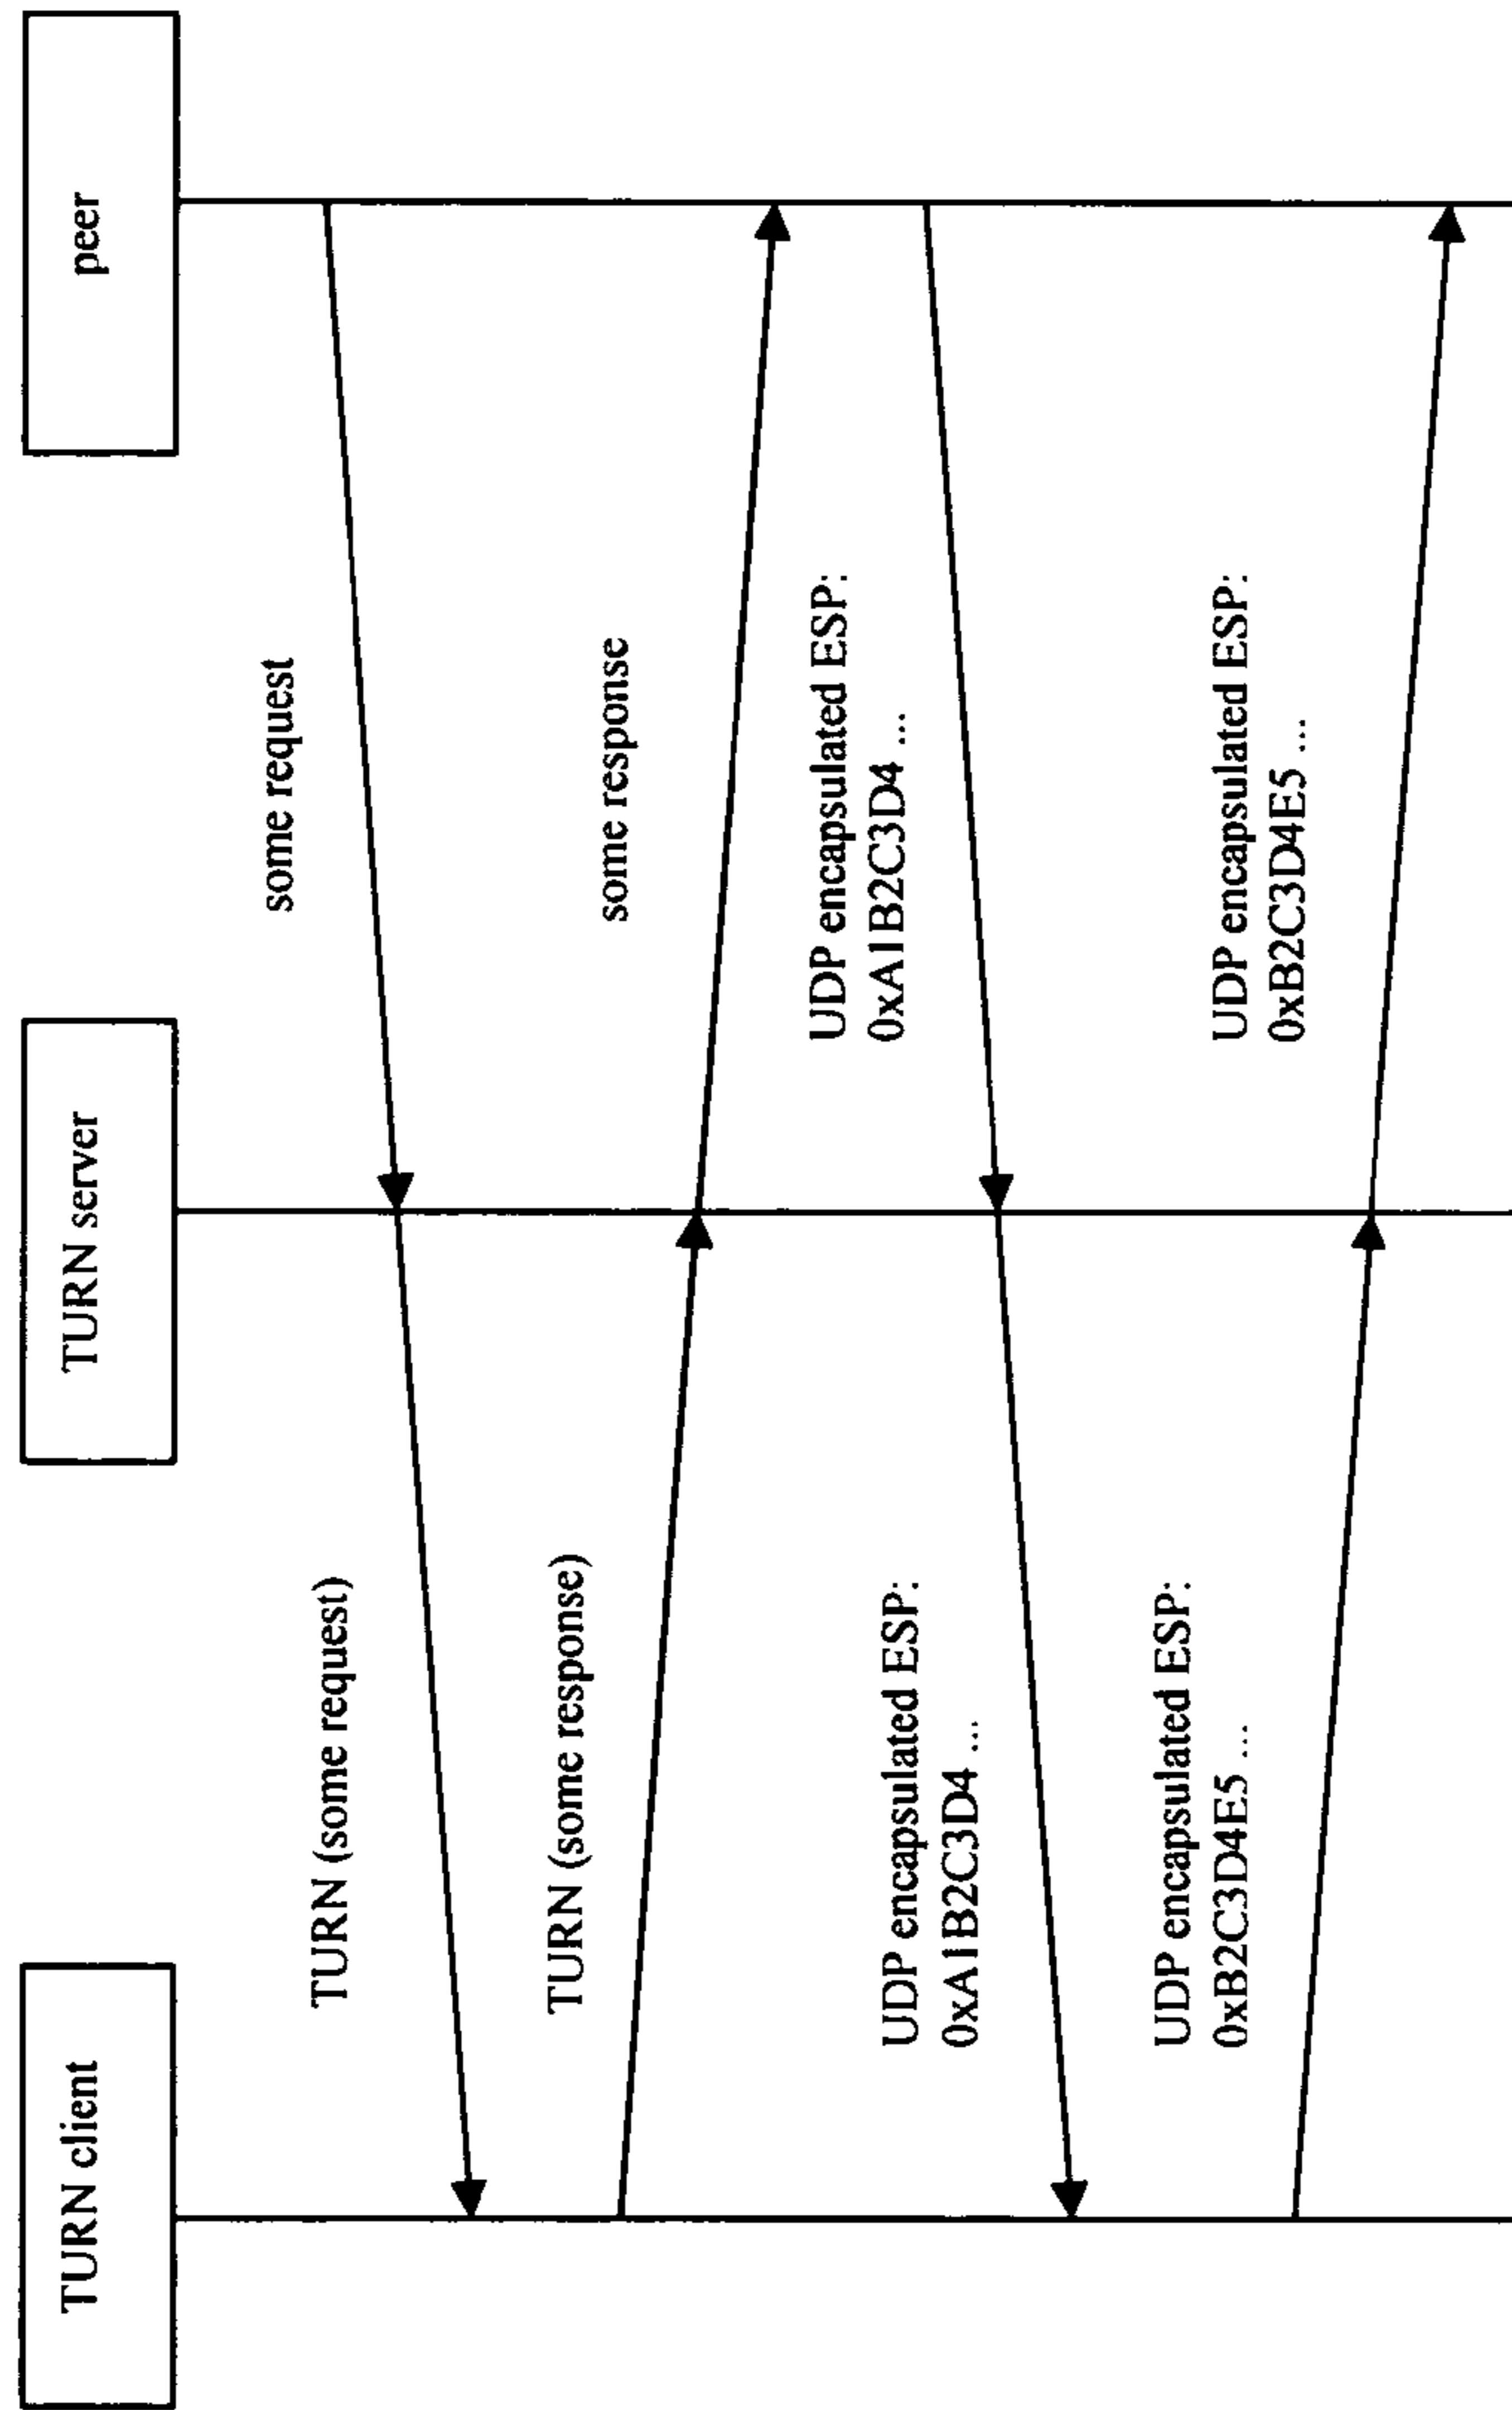 TURN client
TURN server
peer
some request
TURN (some request)
TURN (some response)
some response
UDP encapsulated ESP:
0xA1B2C3D4 ...
UDP encapsulated ESP:
0xA1B2C3D4 ...
UDP encapsulated ESP:
0xB2C3D4E5 ...
UDP encapsulated ESP:
0xB2C3D4E5 ...